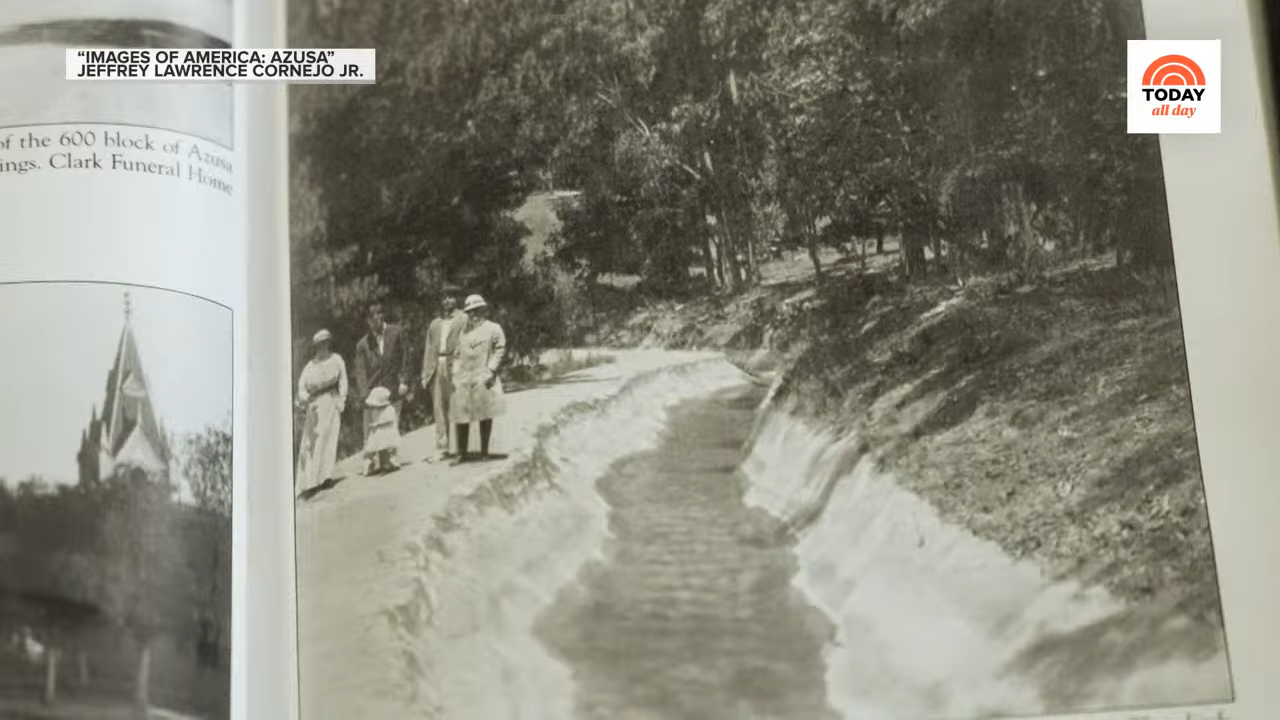 “IMAGES OF AMERICA: AZUSA”
JEFFREY LAWRENCE CORNEJO JR.
TODAY
all day
of the 600 block of Azusa
ings. Clark Funeral Home